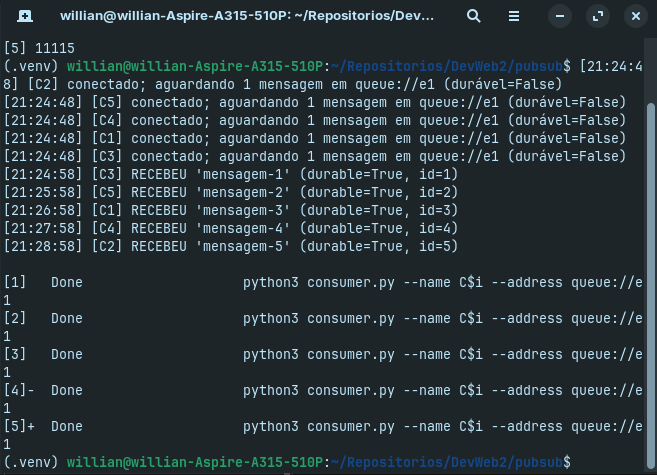 willian@willian-Aspire-A315-510P: ~/Repositorios/Dev...
[5] 11115
(.venv) willian@willian-Aspire-A315-510P:~/Repositorios/DevWeb2/pubsub$ [21:24:4
8] [C2] conectado; aguardando 1 mensagem em queue://e1 (durável=False)
[21:24:48] [C5] conectado; aguardando 1 mensagem em queue://e1 (durável=False)
[21:24:48] [C4] conectado; aguardando 1 mensagem em queue://e1 (durável=False)
[21:24:48] [C1] conectado; aguardando 1 mensagem em queue://e1 (durável=False)
[21:24:48] [C3] conectado; aguardando 1 mensagem em queue://e1 (durável=False)
[21:24:58] [C3] RECEBEU 'mensagem-1' (durable=True, id=1)
[21:25:58] [C5] RECEBEU 'mensagem-2' (durable=True, id=2)
[21:26:58] [C1] RECEBEU 'mensagem-3' (durable=True, id=3)
[21:27:58] [C4] RECEBEU 'mensagem-4' (durable=True, id=4)
[21:28:58] [C2] RECEBEU 'mensagem-5' (durable=True, id=5)
[1]   Done                    python3 consumer.py --name C$i --address queue://e
1
[2]   Done                    python3 consumer.py --name C$i --address queue://e
1
[3]   Done                    python3 consumer.py --name C$i --address queue://e
1
[4]-  Done                    python3 consumer.py --name C$i --address queue://e
1
[5]+  Done                    python3 consumer.py --name C$i --address queue://e
1
(.venv) willian@willian-Aspire-A315-510P:~/Repositorios/DevWeb2/pubsub$